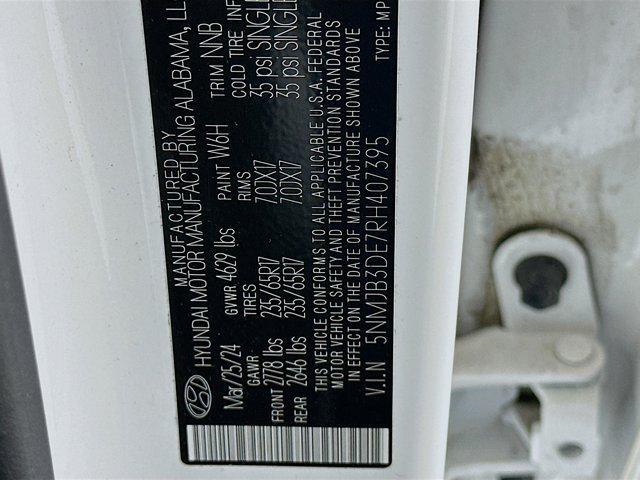 MANUFACTURED BY
HYUNDAI MOTOR MANUFACTURING ALABAMA, LL
Mar/25/24 GVWR 4629 lbs PAINT W6H TRIM NNB
GAWR TIRES RIMS COLD TIRE INF
FRONT 2778 lbs 235/65R17 7.0JX17 35 psi SINGLE
REAR 2646 lbs 235/65R17 7.0JX17 35 psi SINGLE
THIS VEHICLE CONFORMS TO ALL APPLICABLE U.S.A. FEDERAL
MOTOR VEHICLE SAFETY AND THEFT PREVENTION STANDARDS
IN EFFECT ON THE DATE OF MANUFACTURE SHOWN ABOVE
V.I.N 5NMJB3DE7RH407395 TYPE: MP